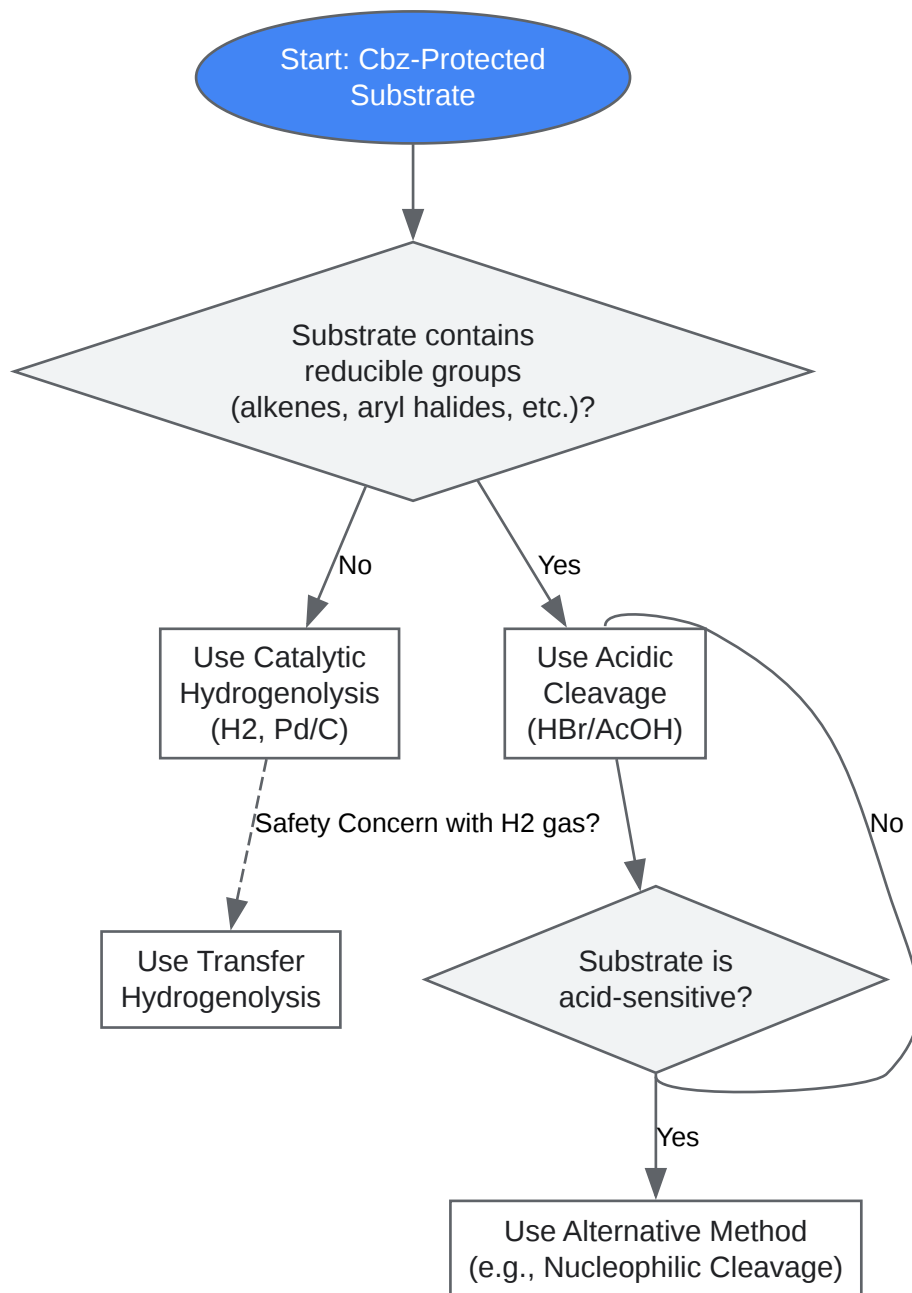 Start: Cbz-Protected
Substrate
Substrate contains
reducible groups
(alkenes, aryl halides, etc.)?
No
Yes
Use Catalytic
Hydrogenolysis
(H2, Pd/C)
Use Acidic
Cleavage
(HBr/AcOH)
Safety Concern with H2 gas?
No
Use Transfer
Hydrogenolysis
Substrate is
acid-sensitive?
Yes
Use Alternative Method
(e.g., Nucleophilic Cleavage)